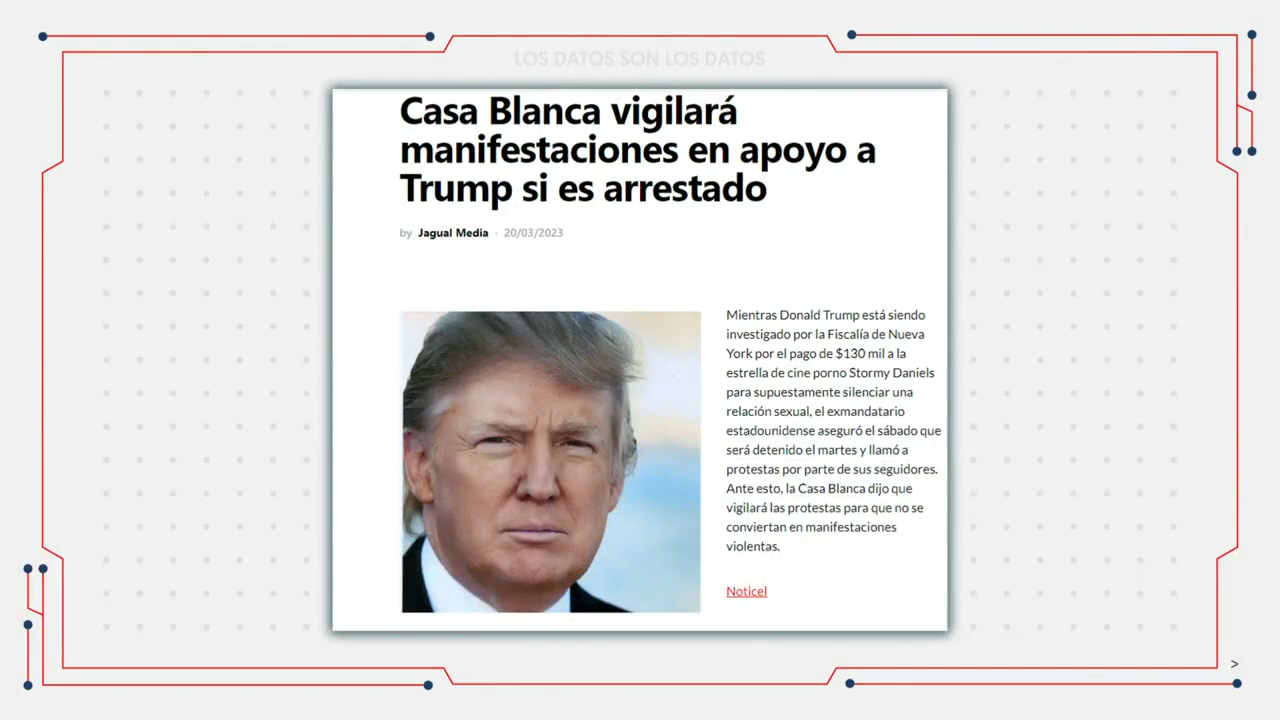 LOS DATOS SON LOS DATOS
Casa Blanca vigilará
manifestaciones en apoyo a
Trump si es arrestado
by Jagual Media · 20/03/2023
Mientras Donald Trump está siendo
investigado por la Fiscalía de Nueva
York por el pago de $130 mil a la
estrella de cine porno Stormy Daniels
para supuestamente silenciar una
relación sexual, el exmandatario
estadounidense aseguró el sábado que
será detenido el martes y llamó a
protestas por parte de sus seguidores.
Ante esto, la Casa Blanca dijo que
vigilará las protestas para que no se
conviertan en manifestaciones
violentas.
Noticel
>